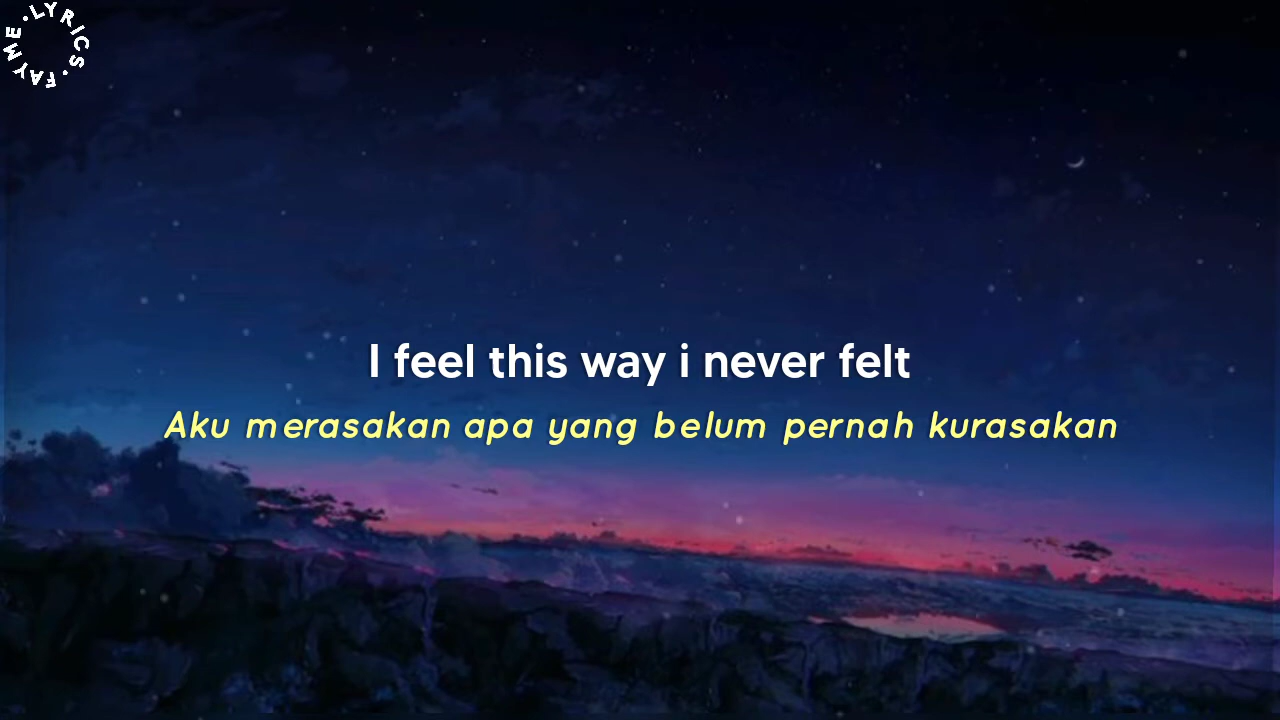 FAYME • LYRICS •
I feel this way i never felt
Aku merasakan apa yang belum pernah kurasakan